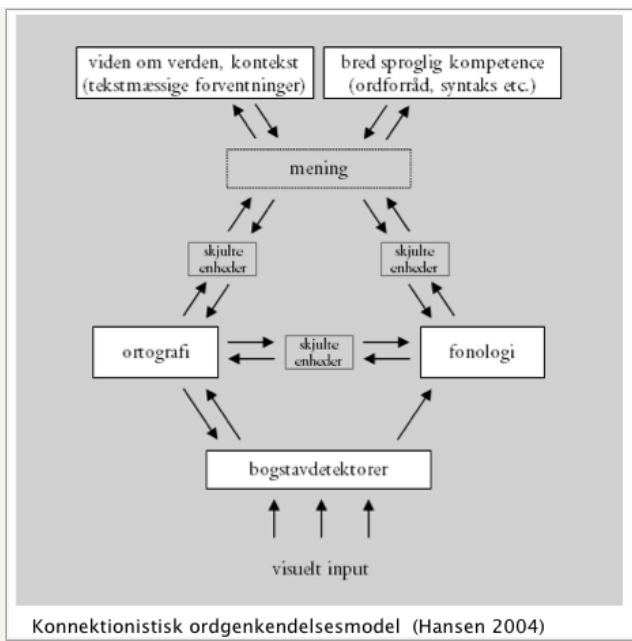 viden om verden, kontekst
(tekstmæssige forventninger)
bred sproglig kompetence
(ordforråd, syntaks etc.)
mening
skjulte
enheder
skjulte
enheder
ortografi
skjulte
enheder
fonologi
bogstavdetektorer
visuelt input
Konnektionistisk ordgenkendelsesmodel (Hansen 2004)